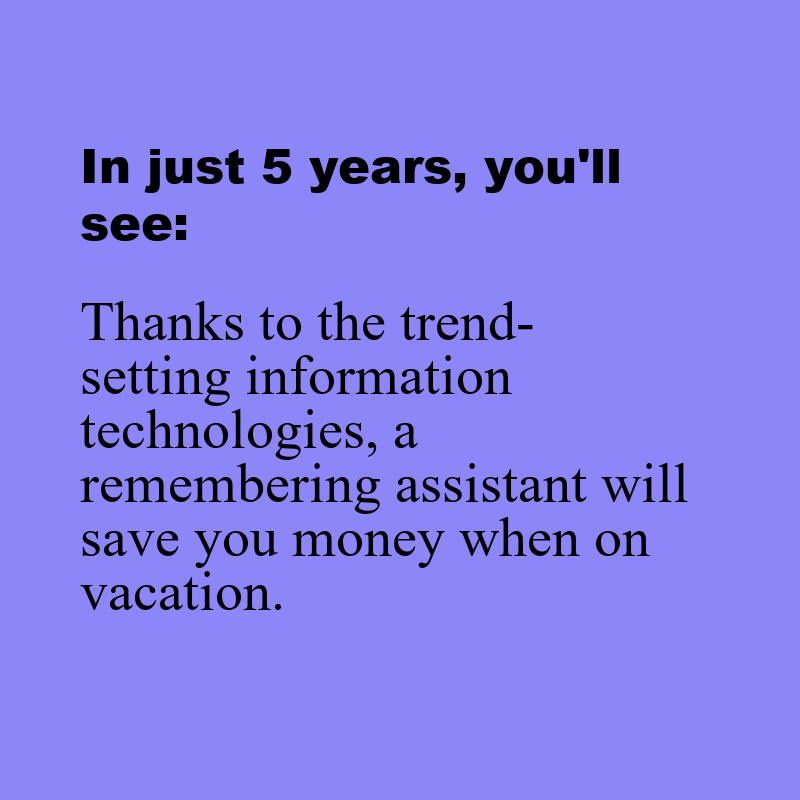 In just 5 years, you'll
see:
Thanks to the trend-
setting information
technologies, a
remembering assistant will
save you money when on
vacation.